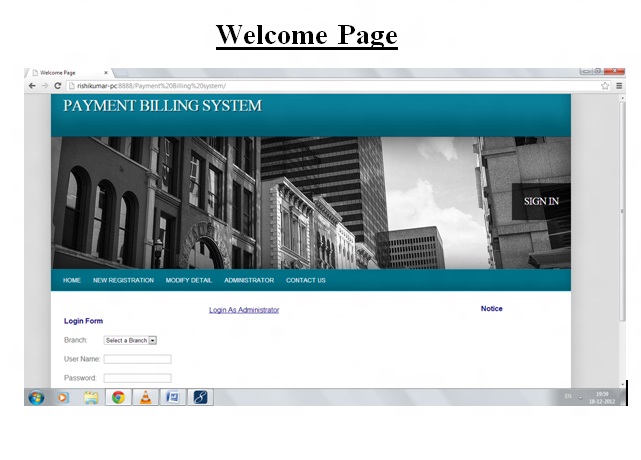 Welcome Page
Welcome Page
rishikumar-pc:8888/Payment%20Billing%20system/
PAYMENT BILLING SYSTEM
SIGN IN
HOME NEW REGISTRATION MODIFY DETAIL ADMINISTRATOR CONTACT US
Login As Administrator Notice
Login Form
Branch: Select a Branch
User Name:
Password:
EN 19:59
18-12-2012